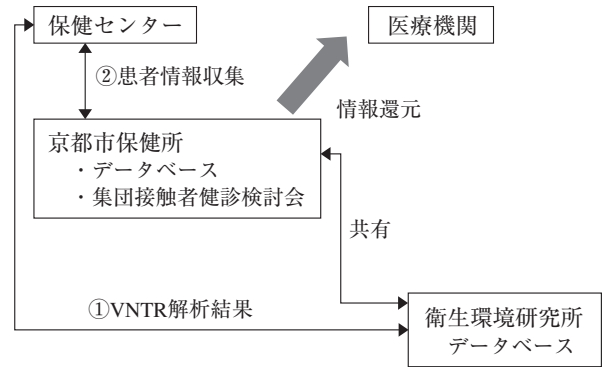 保健センター
医療機関
②患者情報収集
情報還元
京都市保健所
・データベース
・集団接触者健診検討会
共有
①VNTR解析結果
衛生環境研究所
データベース